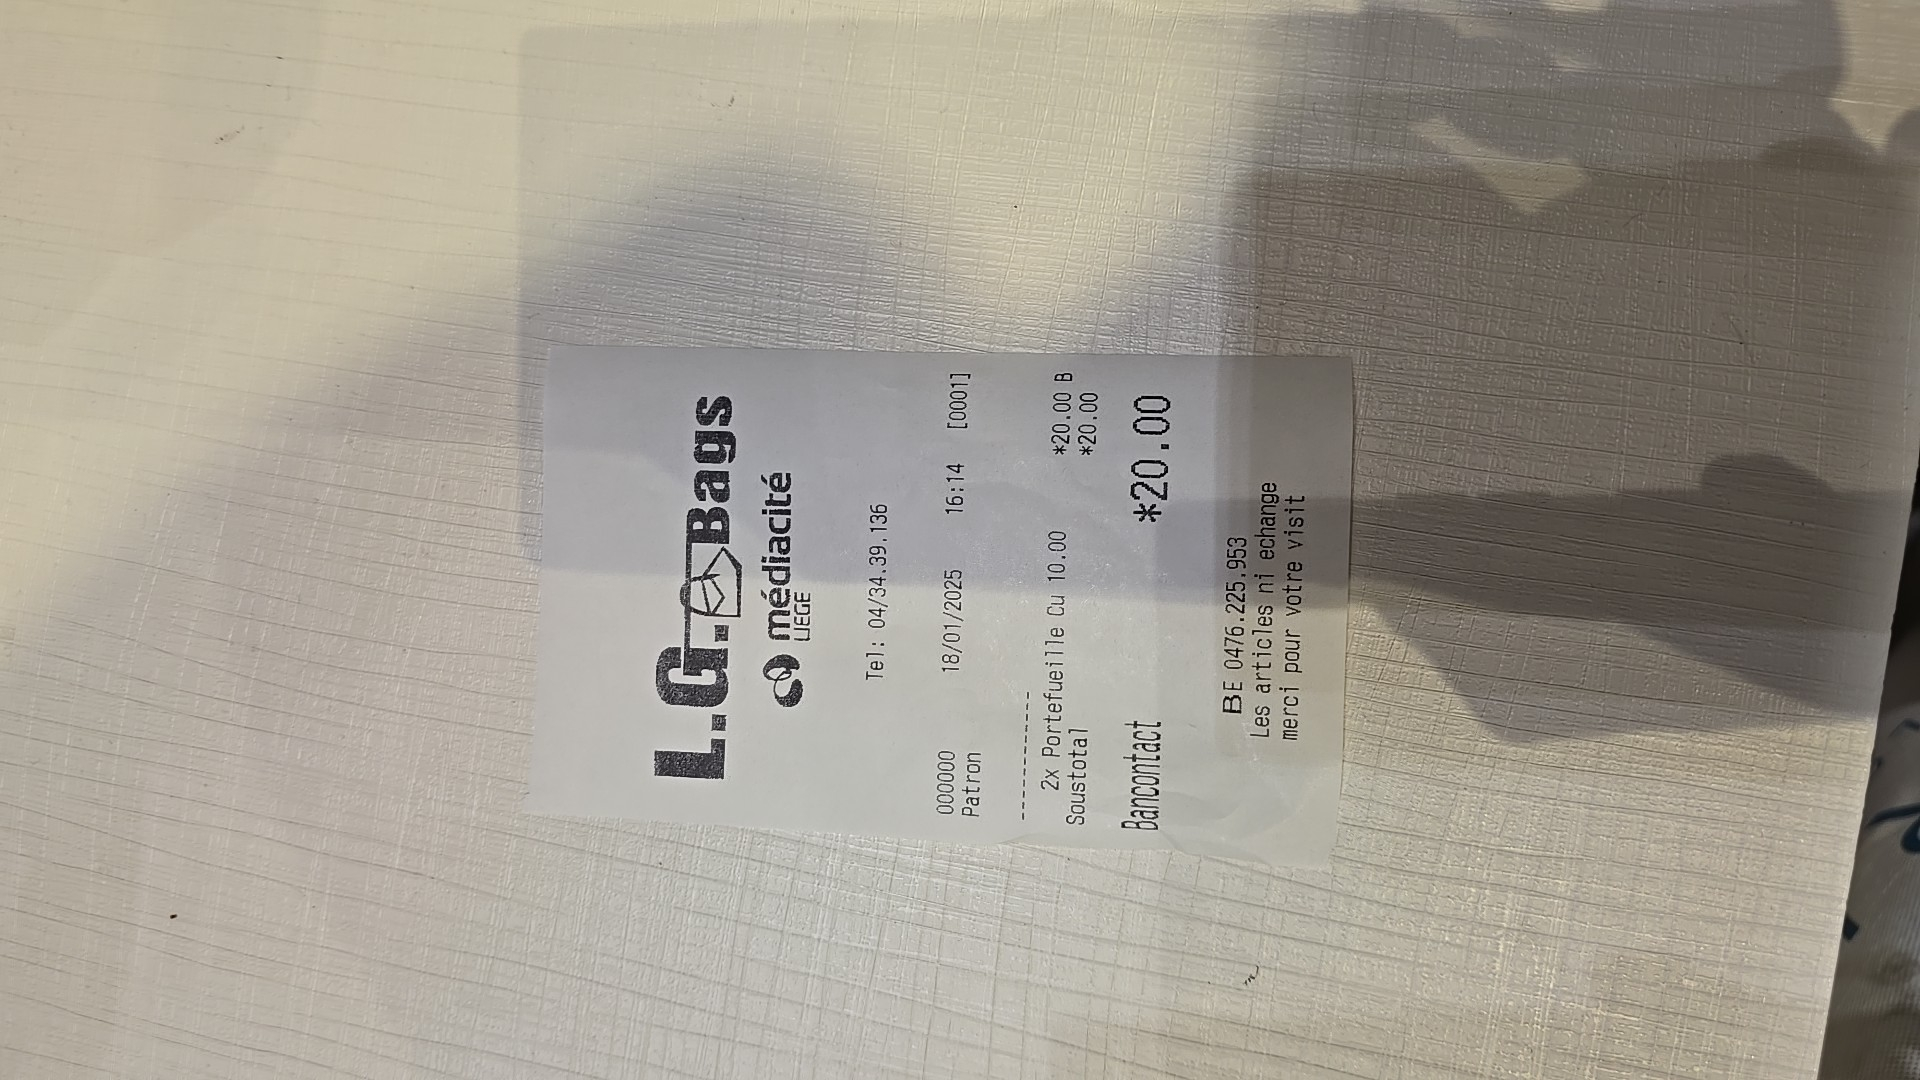 L.G. Bags
médiacité
LIEGE
Tel: 04/34.39.136
000000 18/01/2025 16:14 [0001]
Patron
------------
2x Portefueille Cu 10.00 *20.00 B
Soustotal *20.00
Bancontact *20.00
BE 0476.225.953
Les articles ni echange
merci pour votre visit